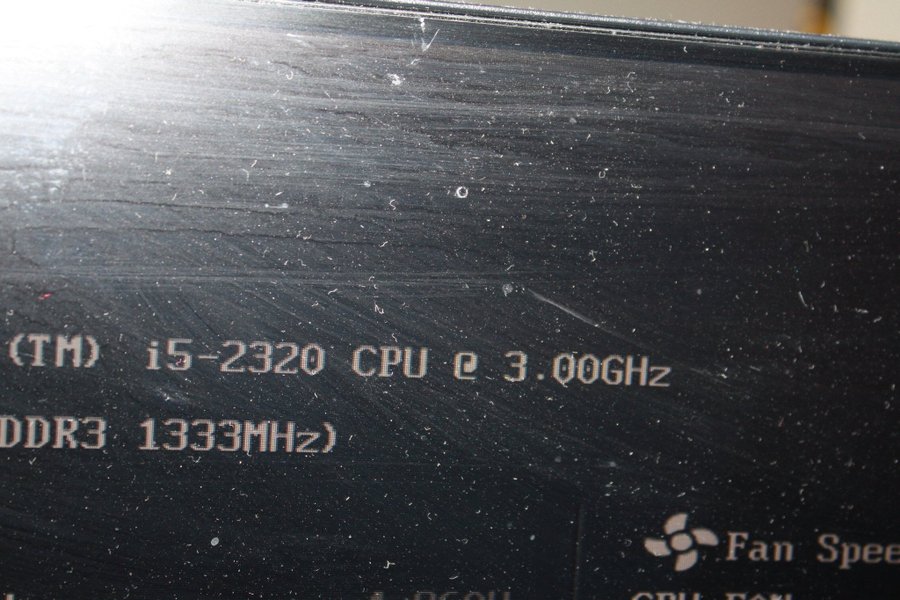 (TM) i5-2320 CPU @ 3.00GHz
DDR3 1333MHz)
Fan Spee